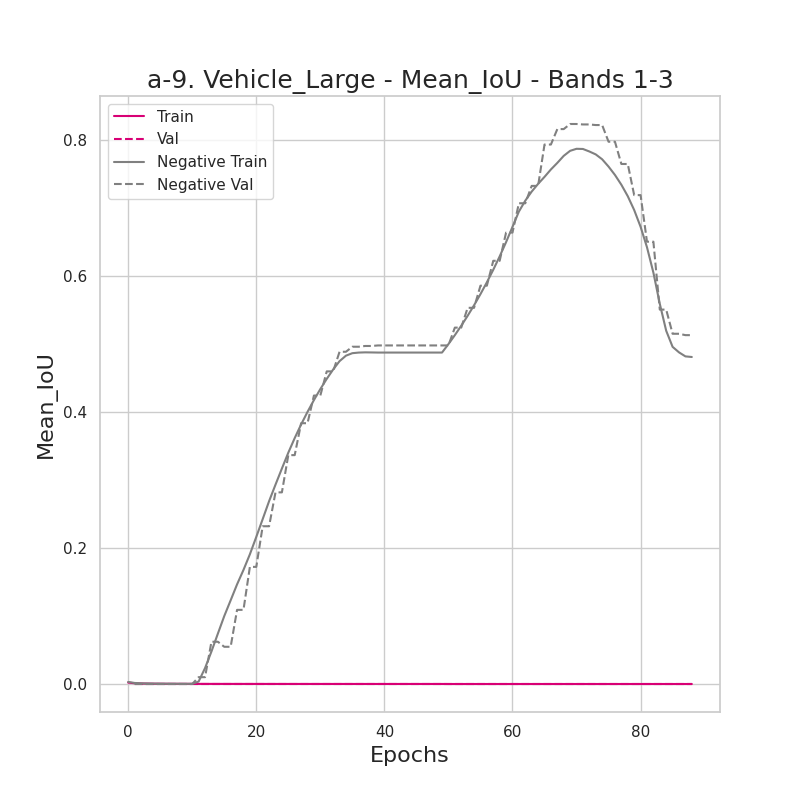 a-9. Vehicle_Large - Mean_IoU - Bands 1-3
Train
Val
Negative Train
Negative Val
0.8
0.6
0.4
0.2
0.0
Mean_IoU
0 20 40 60 80
Epochs